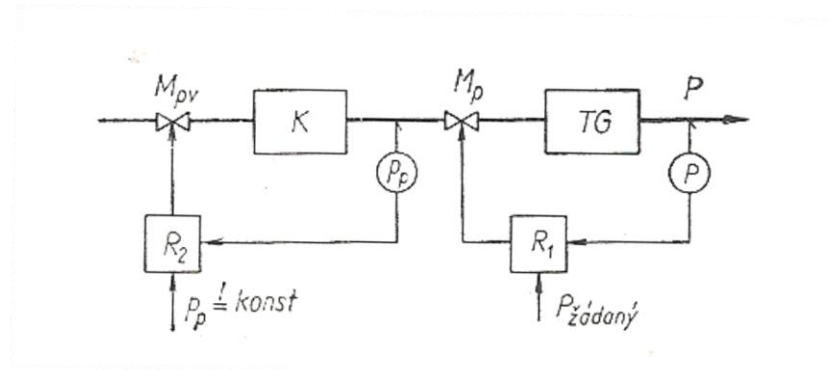 M_pv
K
M_p
TG
P
p_p
P
R_2
R_1
p_p != konst
P_žádaný